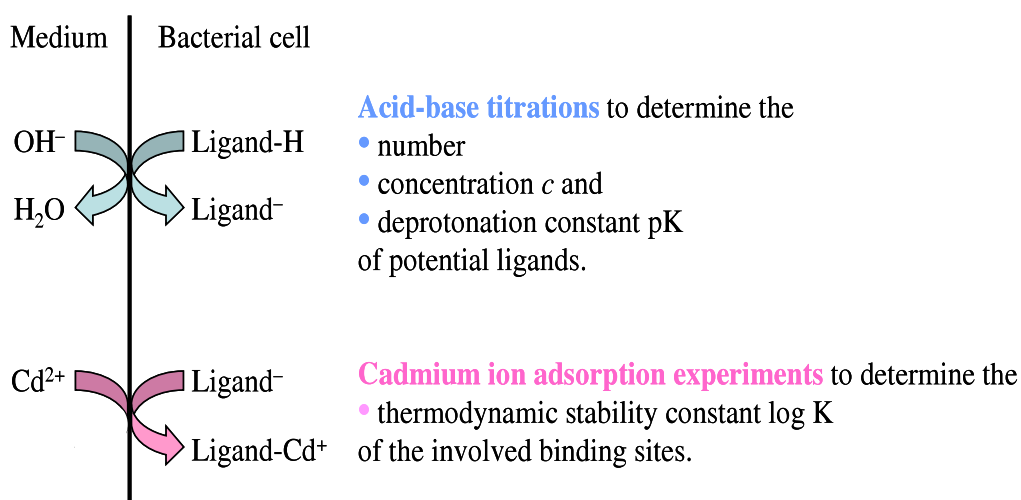 Medium
Bacterial cell
OH⁻
Ligand-H
H₂O
Ligand⁻
Acid-base titrations to determine the
• number
• concentration c and
• deprotonation constant pK
of potential ligands.
Cd²⁺
Ligand⁻
Ligand-Cd⁺
Cadmium ion adsorption experiments to determine the
• thermodynamic stability constant log K
of the involved binding sites.